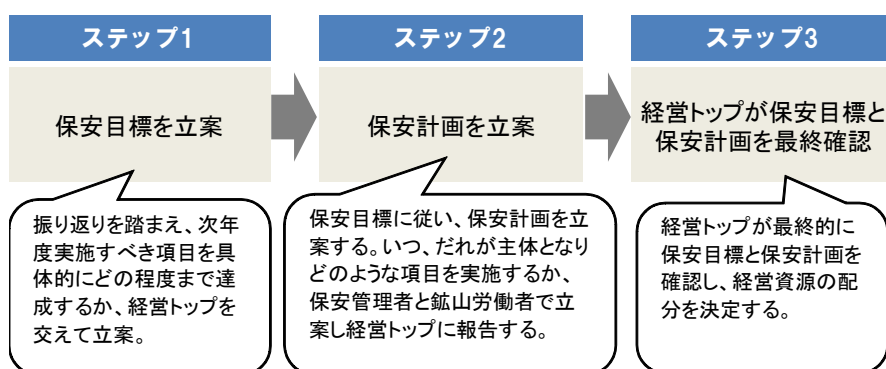 ステップ1
保安目標を立案
振り返りを踏まえ、次年
度実施すべき項目を具
体的にどの程度まで達
成するか、経営トップを
交えて立案。
ステップ2
保安計画を立案
保安目標に従い、保安計画を立
案する。いつ、だれが主体となり
どのような項目を実施するか、
保安管理者と鉱山労働者で立
案し経営トップに報告する。
ステップ3
経営トップが保安目標と
保安計画を最終確認
経営トップが最終的に
保安目標と保安計画を
確認し、経営資源の配
分を決定する。